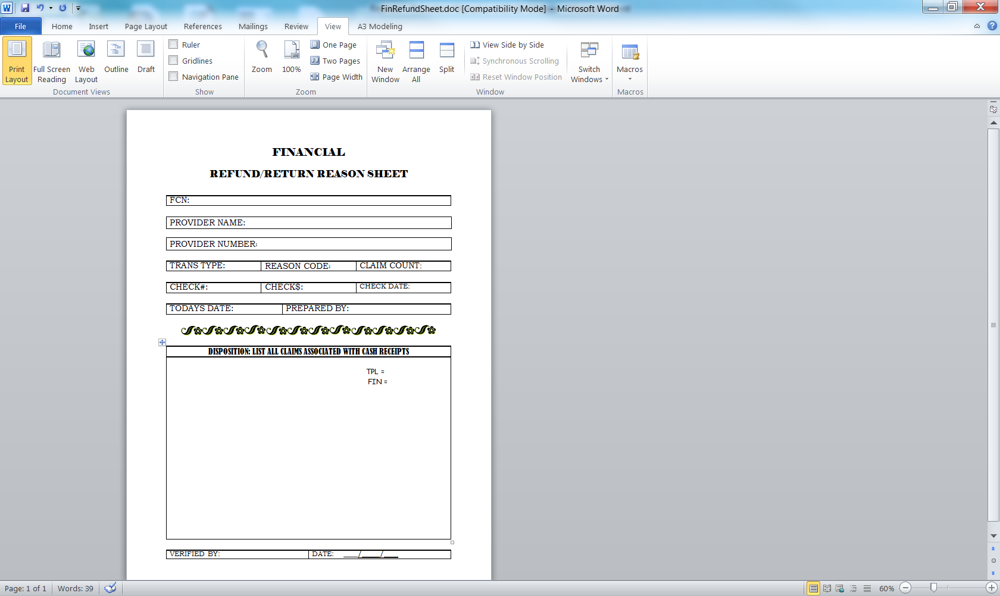 FinRefundSheet.doc [Compatibility Mode] - Microsoft Word
File Home Insert Page Layout References Mailings Review View A3 Modeling
Print Layout Full Screen Reading Web Layout Outline Draft
Document Views
Ruler
Gridlines
Navigation Pane
Show
Zoom 100%
One Page
Two Pages
Page Width
Zoom
New Window Arrange All Split
View Side by Side
Synchronous Scrolling
Reset Window Position
Window
Switch Windows
Macros
Macros
FINANCIAL
REFUND/RETURN REASON SHEET
FCN:
PROVIDER NAME:
PROVIDER NUMBER:
TRANS TYPE: REASON CODE: CLAIM COUNT:
CHECK#: CHECK$: CHECK DATE:
TODAYS DATE: PREPARED BY:
DISPOSITION: LIST ALL CLAIMS ASSOCIATED WITH CASH RECEIPTS
TPL =
FIN =
VERIFIED BY: DATE: ___/____/___
Page: 1 of 1 Words: 39 60%